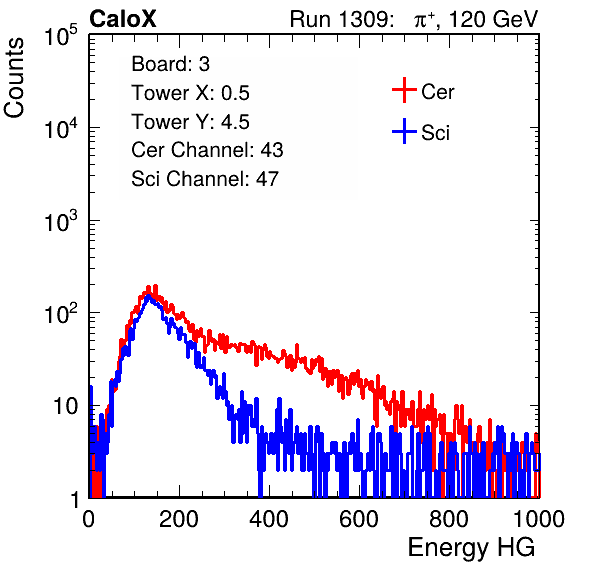 CaloX Run 1309: π⁺, 120 GeV
Board: 3
Tower X: 0.5
Tower Y: 4.5
Cer Channel: 43
Sci Channel: 47
Cer
Sci
Counts
10⁵
10⁴
10³
10²
10
1
0 200 400 600 800 1000
Energy HG